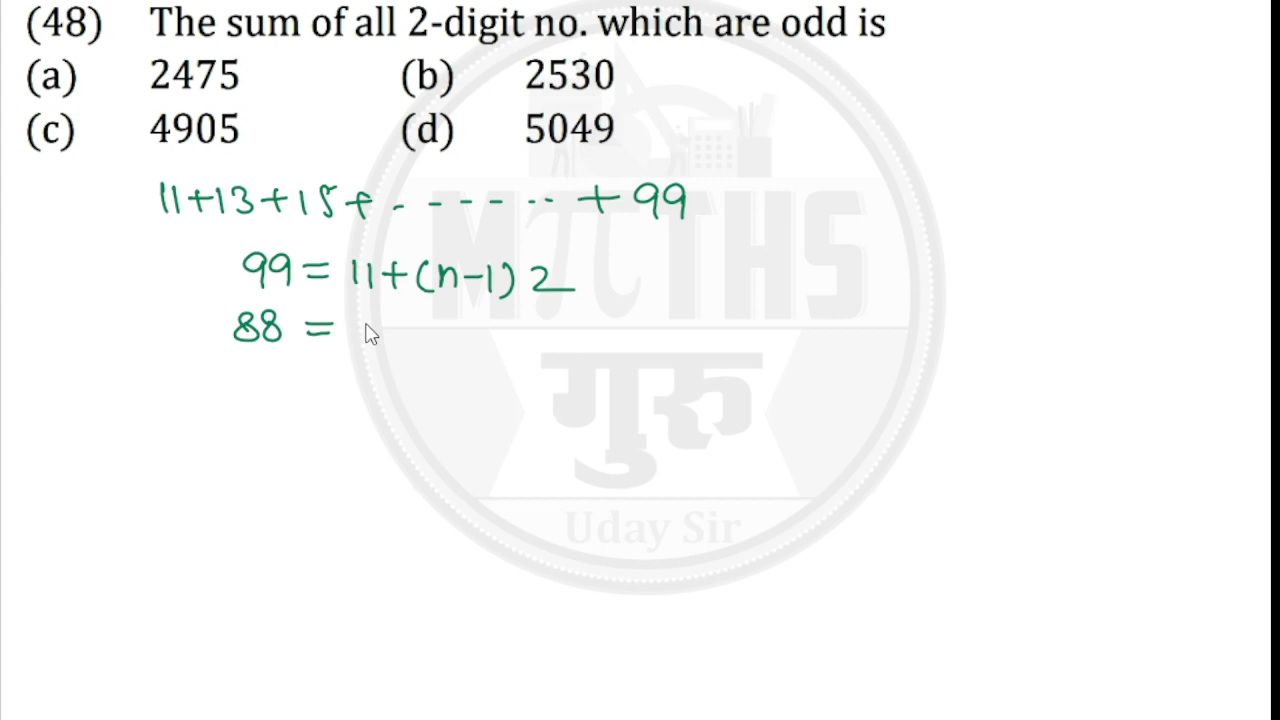 (48) The sum of all 2-digit no. which are odd is
(a) 2475 (b) 2530
(c) 4905 (d) 5049
11+13+15+ - - - - - - - + 99
99 = 11+(n-1) 2
88 =
MπTHS
गुरु
Uday Sir